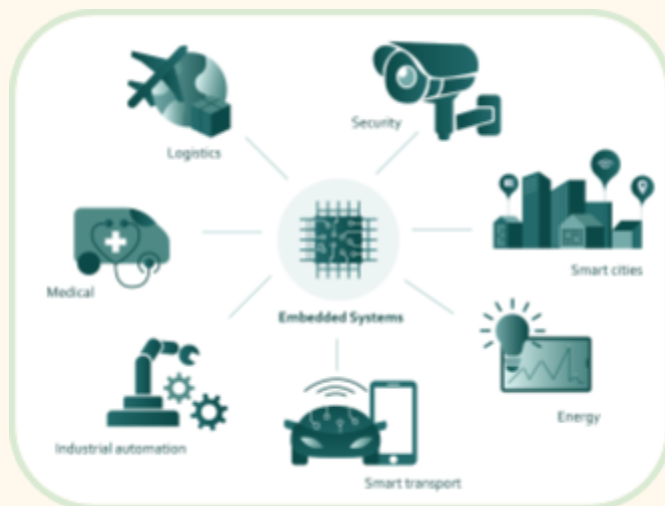 Logistics
Security
Smart cities
Medical
Embedded Systems
Energy
Industrial automation
Smart transport